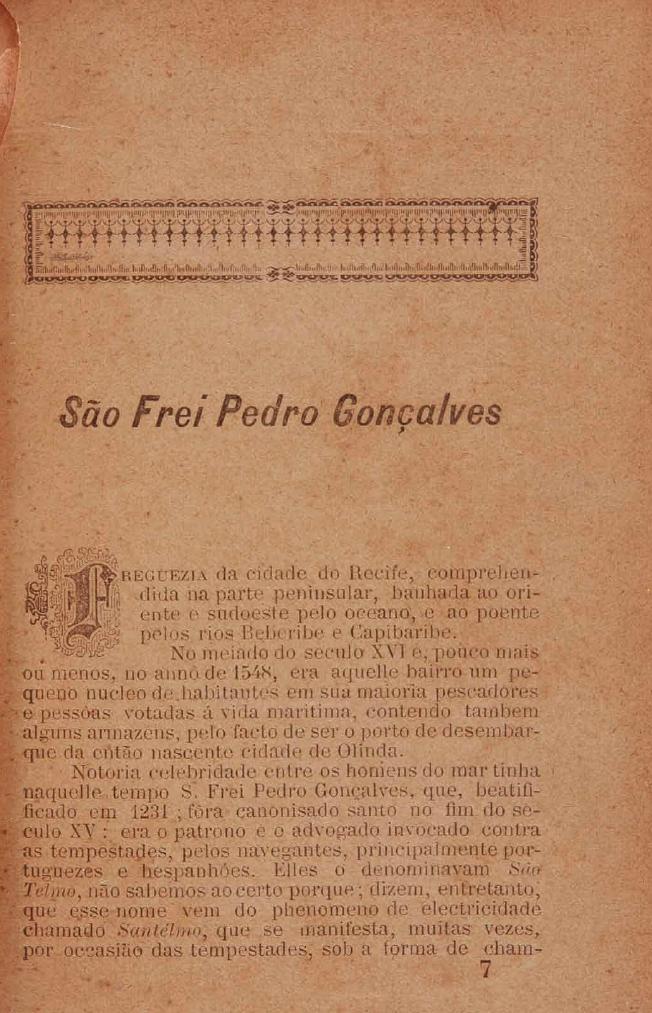 São Frei Pedro Gonçalves
FREGUEZIA da cidade do Recife, comprehen-
dida na parte peninsular, banhada ao ori-
ente e sudoeste pelo oceano, e ao poente
pelos rios Beberibe e Capibaribe.
No meiado do seculo XVI e, pouco mais
ou menos, no anno de 1548, era aquelle bairro um pe-
queno nucleo de habitantes em sua maioria pescadores
e pessôas votadas á vida maritima, contendo tambem
alguns armazens, pelo facto de ser o porto de desembar-
que da então nascente cidade de Olinda.
Notoria celebridade entre os homens do mar tinha
naquelle tempo S. Frei Pedro Gonçalves, que, beatifi-
ficado em 1231 ; fôra canonisado santo no fim do se-
culo XV : era o patrono e o advogado invocado contra
as tempestades, pelos navegantes, principalmente por-
tuguezes e hespanhóes. Elles o denominavam São
Telmo, não sabemos ao certo porque ; dizem, entretanto,
que esse nome vem do phenomeno de electricidade
chamado Santélmo, que se manifesta, muitas vezes,
por occasião das tempestades, sob a forma de cham-
7